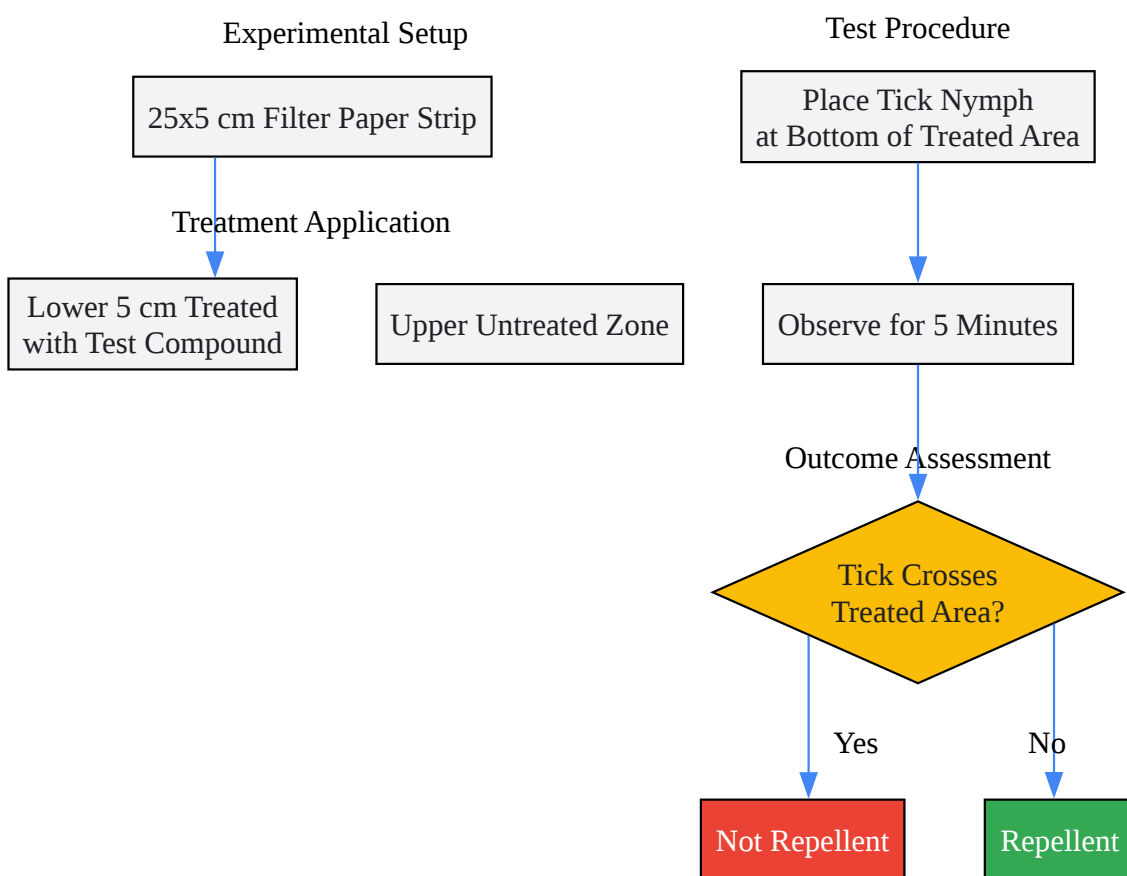 Experimental Setup
25x5 cm Filter Paper Strip
Treatment Application
Lower 5 cm Treated
with Test Compound
Upper Untreated Zone
Test Procedure
Place Tick Nymph
at Bottom of Treated Area
Observe for 5 Minutes
Outcome Assessment
Tick Crosses
Treated Area?
Yes
No
Not Repellent
Repellent